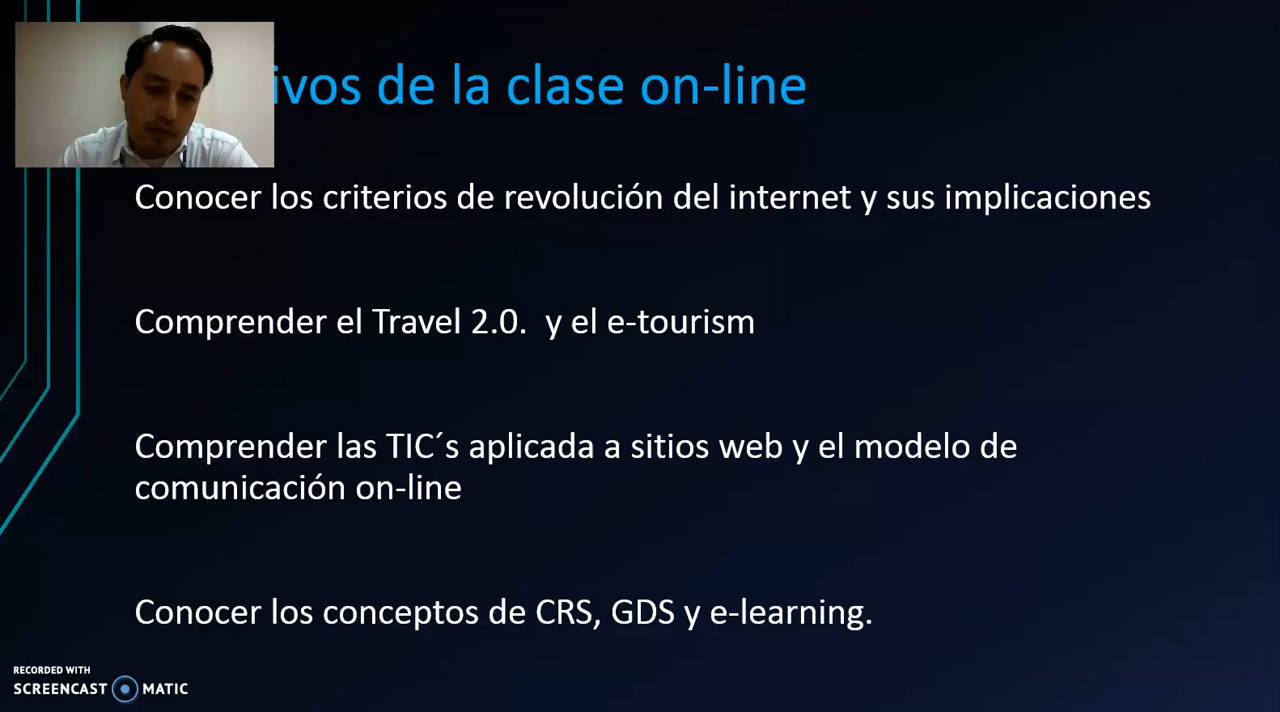 ivos de la clase on-line
Conocer los criterios de revolución del internet y sus implicaciones
Comprender el Travel 2.0. y el e-tourism
Comprender las TIC´s aplicada a sitios web y el modelo de
comunicación on-line
Conocer los conceptos de CRS, GDS y e-learning.
RECORDED WITH
SCREENCAST MATIC